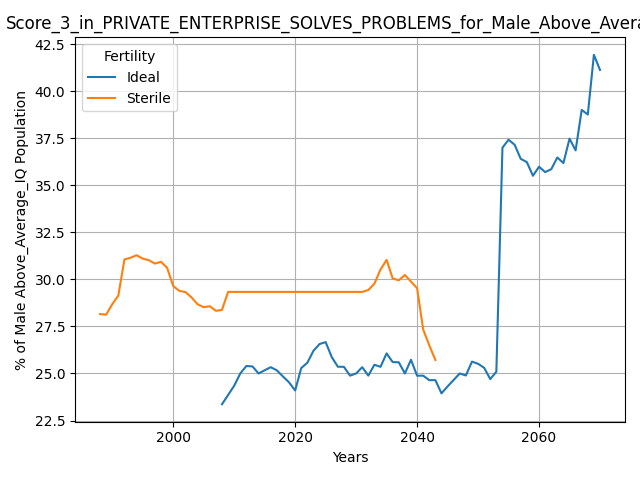 Score_3_in_PRIVATE_ENTERPRISE_SOLVES_PROBLEMS_for_Male_Above_Avera
Fertility
Ideal
Sterile
% of Male Above_Average_IQ Population
42.5
40.0
37.5
35.0
32.5
30.0
27.5
25.0
22.5
2000
2020
2040
2060
Years